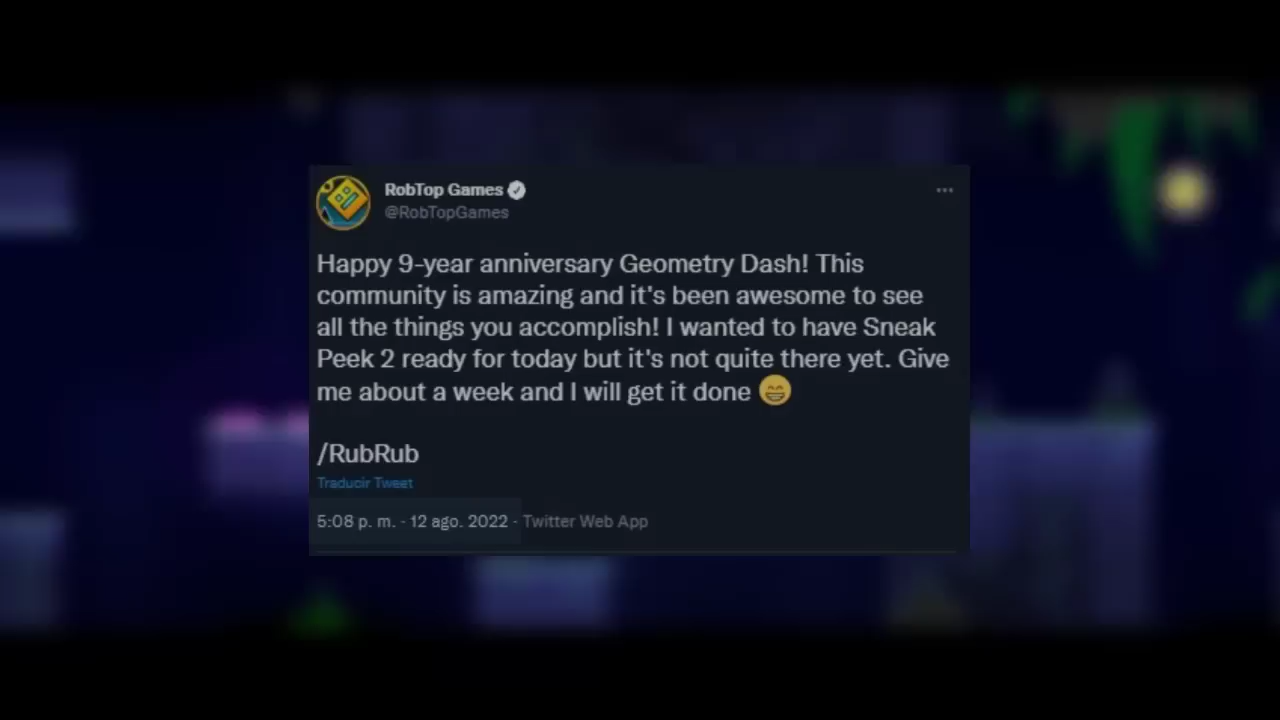 RobTop Games
@RobTopGames
Happy 9-year anniversary Geometry Dash! This
community is amazing and it's been awesome to see
all the things you accomplish! I wanted to have Sneak
Peek 2 ready for today but it's not quite there yet. Give
me about a week and I will get it done 😁
/RubRub
Traducir Tweet
5:08 p. m. · 12 ago. 2022 · Twitter Web App